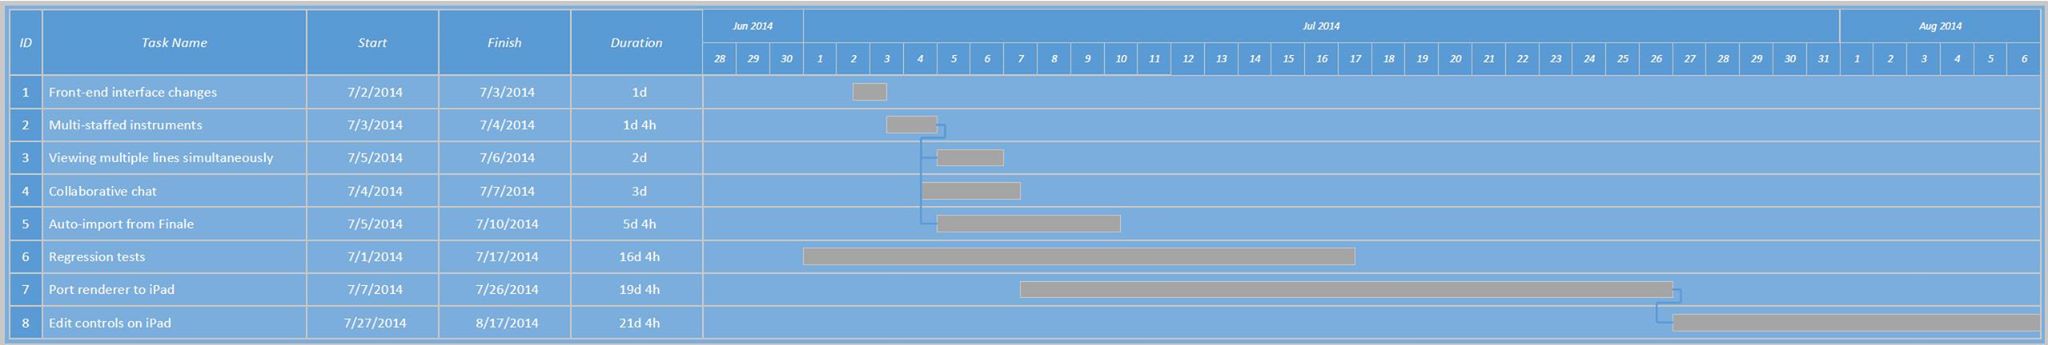 Jun 2014 Jul 2014 Aug 2014
ID Task Name Start Finish Duration
28 29 30 1 2 3 4 5 6 7 8 9 10 11 12 13 14 15 16 17 18 19 20 21 22 23 24 25 26 27 28 29 30 31 1 2 3 4 5 6
1 Front-end interface changes 7/2/2014 7/3/2014 1d
2 Multi-staffed instruments 7/3/2014 7/4/2014 1d 4h
3 Viewing multiple lines simultaneously 7/5/2014 7/6/2014 2d
4 Collaborative chat 7/4/2014 7/7/2014 3d
5 Auto-import from Finale 7/5/2014 7/10/2014 5d 4h
6 Regression tests 7/1/2014 7/17/2014 16d 4h
7 Port renderer to iPad 7/7/2014 7/26/2014 19d 4h
8 Edit controls on iPad 7/27/2014 8/17/2014 21d 4h